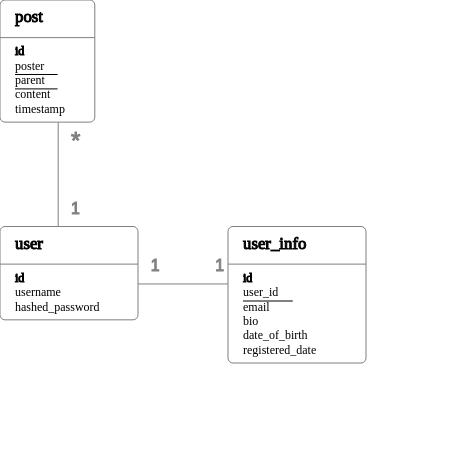 post
id
poster
parent
content
timestamp
*
1
user
id
username
hashed_password
1
1
user_info
id
user_id
email
bio
date_of_birth
registered_date